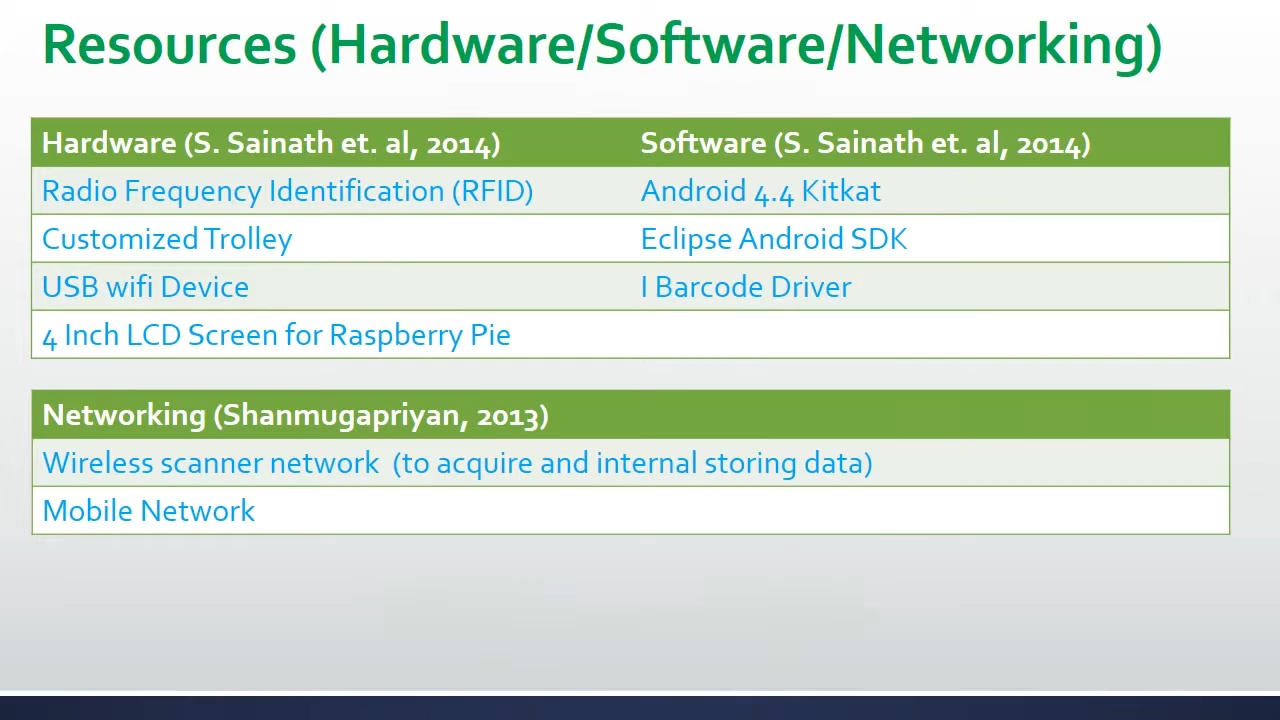 Resources (Hardware/Software/Networking)
Hardware (S. Sainath et. al, 2014) Software (S. Sainath et. al, 2014)
Radio Frequency Identification (RFID) Android 4.4 Kitkat
Customized Trolley Eclipse Android SDK
USB wifi Device I Barcode Driver
4 Inch LCD Screen for Raspberry Pie
Networking (Shanmugapriyan, 2013)
Wireless scanner network (to acquire and internal storing data)
Mobile Network